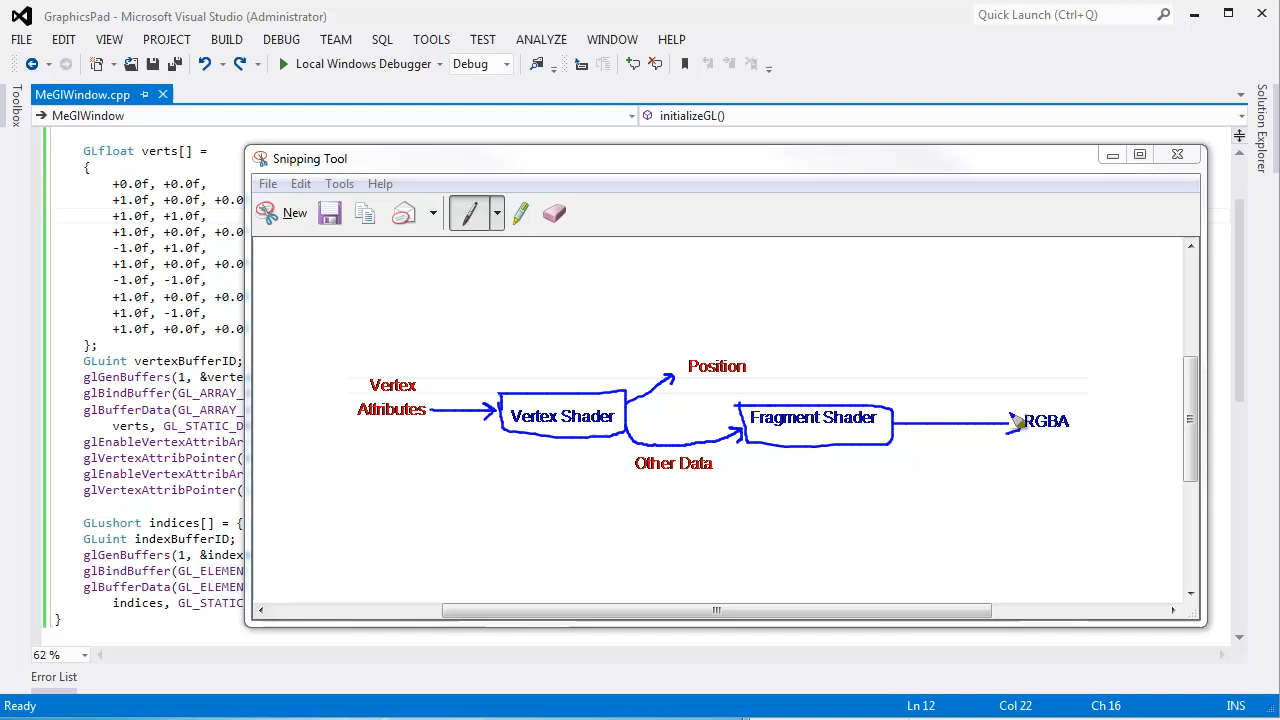 GraphicsPad - Microsoft Visual Studio (Administrator)
Quick Launch (Ctrl+Q)
FILE EDIT VIEW PROJECT BUILD DEBUG TEAM SQL TOOLS TEST ANALYZE WINDOW HELP
Local Windows Debugger Debug
MeGlWindow.cpp
MeGlWindow
initializeGL()
Toolbox
Solution Explorer
GLfloat verts[] =
{
+0.0f, +0.0f,
+1.0f, +0.0f, +0.0
+1.0f, +1.0f,
+1.0f, +0.0f, +0.0
-1.0f, +1.0f,
+1.0f, +0.0f, +0.0
-1.0f, -1.0f,
+1.0f, +0.0f, +0.0
+1.0f, -1.0f,
+1.0f, +0.0f, +0.0
};
GLuint vertexBufferID;
glGenBuffers(1, &verte
glBindBuffer(GL_ARRAY_
glBufferData(GL_ARRAY_
verts, GL_STATIC_D
glEnableVertexAttribAr
glVertexAttribPointer(
glEnableVertexAttribAr
glVertexAttribPointer(
GLushort indices[] = {
GLuint indexBufferID;
glGenBuffers(1, &index
glBindBuffer(GL_ELEMEN
glBufferData(GL_ELEMEN
indices, GL_STATIC
}
Snipping Tool
File Edit Tools Help
New
Position
Vertex
Attributes
Vertex Shader
Fragment Shader
RGBA
Other Data
62 %
Error List
Ready
Ln 12
Col 22
Ch 16
INS